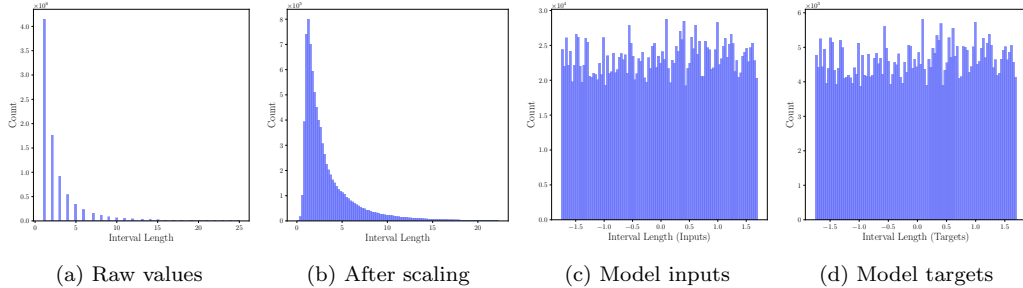 ×10⁶
Count
4.0
3.5
3.0
2.5
2.0
1.5
1.0
0.5
0.0
0 5 10 15 20 25
Interval Length
(a) Raw values
Count
8
7
6
5
4
3
2
1
0
0 5 10 15 20
Interval Length
(b) After scaling
×10⁴
Count
3.0
2.5
2.0
1.5
1.0
0.5
0.0
−1.5 −1.0 −0.5 0.0 0.5 1.0 1.5
Interval Length (Inputs)
(c) Model inputs
Count
6
5
4
3
2
1
0
−1.5 −1.0 −0.5 0.0 0.5 1.0 1.5
Interval Length (Targets)
(d) Model targets